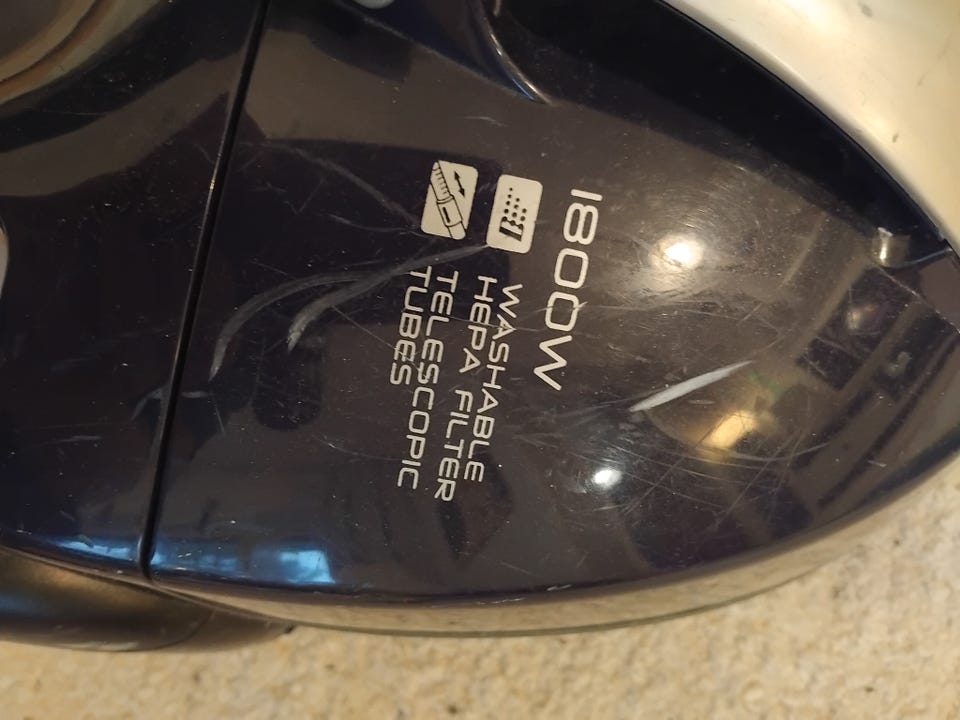 1800W
WASHABLE
HEPA FILTER
TELESCOPIC
TUBES